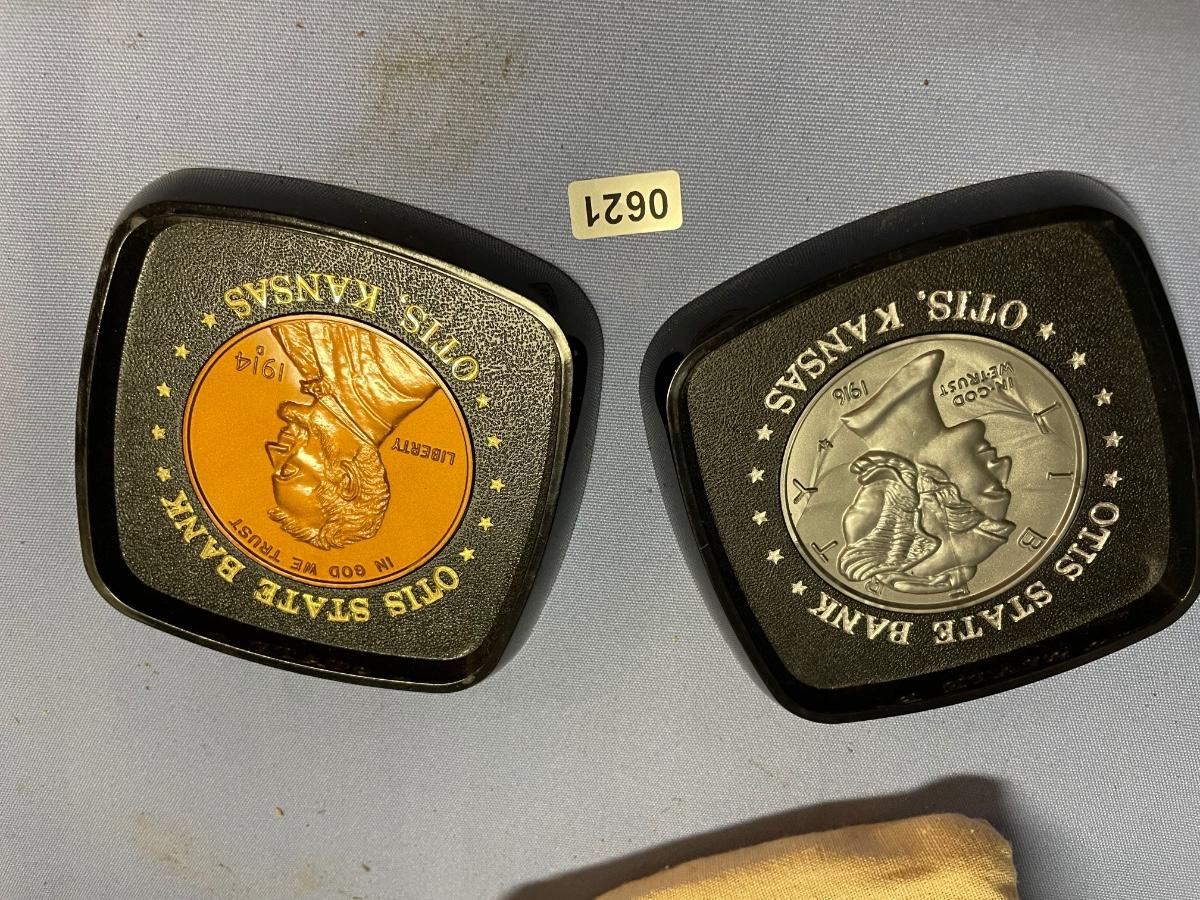 0621
OTIS STATE BANK
IN GOD WE TRUST
LIBERTY
1914
D
OTIS, KANSAS
OTIS STATE BANK
LIBERTY
IN GOD
WE TRUST
1916
OTIS, KANSAS